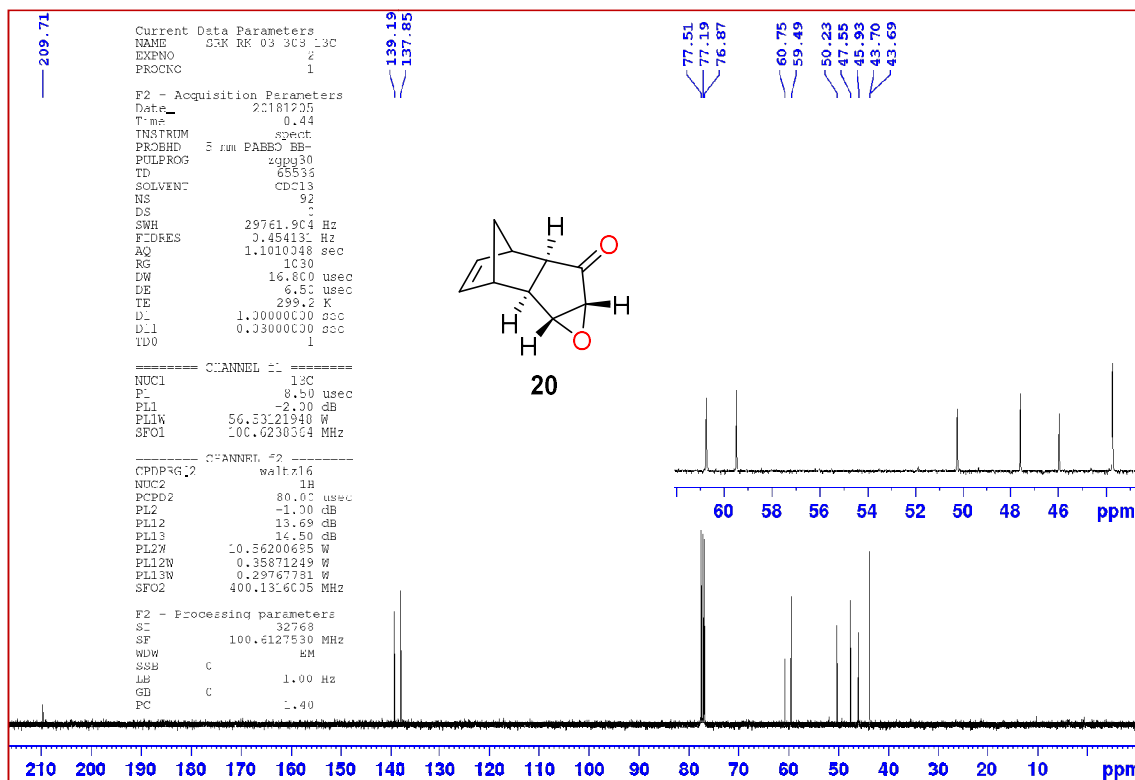 209.71
139.19
137.85
77.51
77.19
76.87
60.75
59.49
50.23
47.55
45.93
43.70
43.69
Current Data Parameters
NAME SRK RK 03 308 13C
EXPNO 2
PROCNO 1
F2 - Acquisition Parameters
Date_ 20181205
Time 0.44
INSTRUM spect
PROBHD 5 mm PABBO BB-
PULPROG zgpg30
TD 65536
SOLVENT CDCl3
NS 92
DS
SWH 29761.904 Hz
FIDRES 0.454131 Hz
AQ 1.1010048 sec
RG 1030
DW 16.800 usec
DE 6.50 usec
TE 299.2 K
D1 1.00000000 sec
D11 0.03000000 sec
TD0 1
======== CHANNEL f1 ========
NUC1 13C
P1 8.50 usec
PL1 -2.00 dB
PL1W 56.53121948 W
SFO1 100.6238364 MHz
======== CHANNEL f2 ========
CPDPRG[2 waltz16
NUC2 1H
PCPD2 80.00 usec
PL2 -1.00 dB
PL12 13.69 dB
PL13 14.50 dB
PL2W 10.56200695 W
PL12W 0.35871249 W
PL13W 0.29767781 W
SFO2 400.1316005 MHz
F2 - Processing parameters
SI 32768
SF 100.6127530 MHz
WDW EM
SSB 0
LB 1.00 Hz
GB 0
PC 1.40
H
O
H
H
O
20
60 58 56 54 52 50 48 46 ppm
210 200 190 180 170 160 150 140 130 120 110 100 90 80 70 60 50 40 30 20 10 ppm